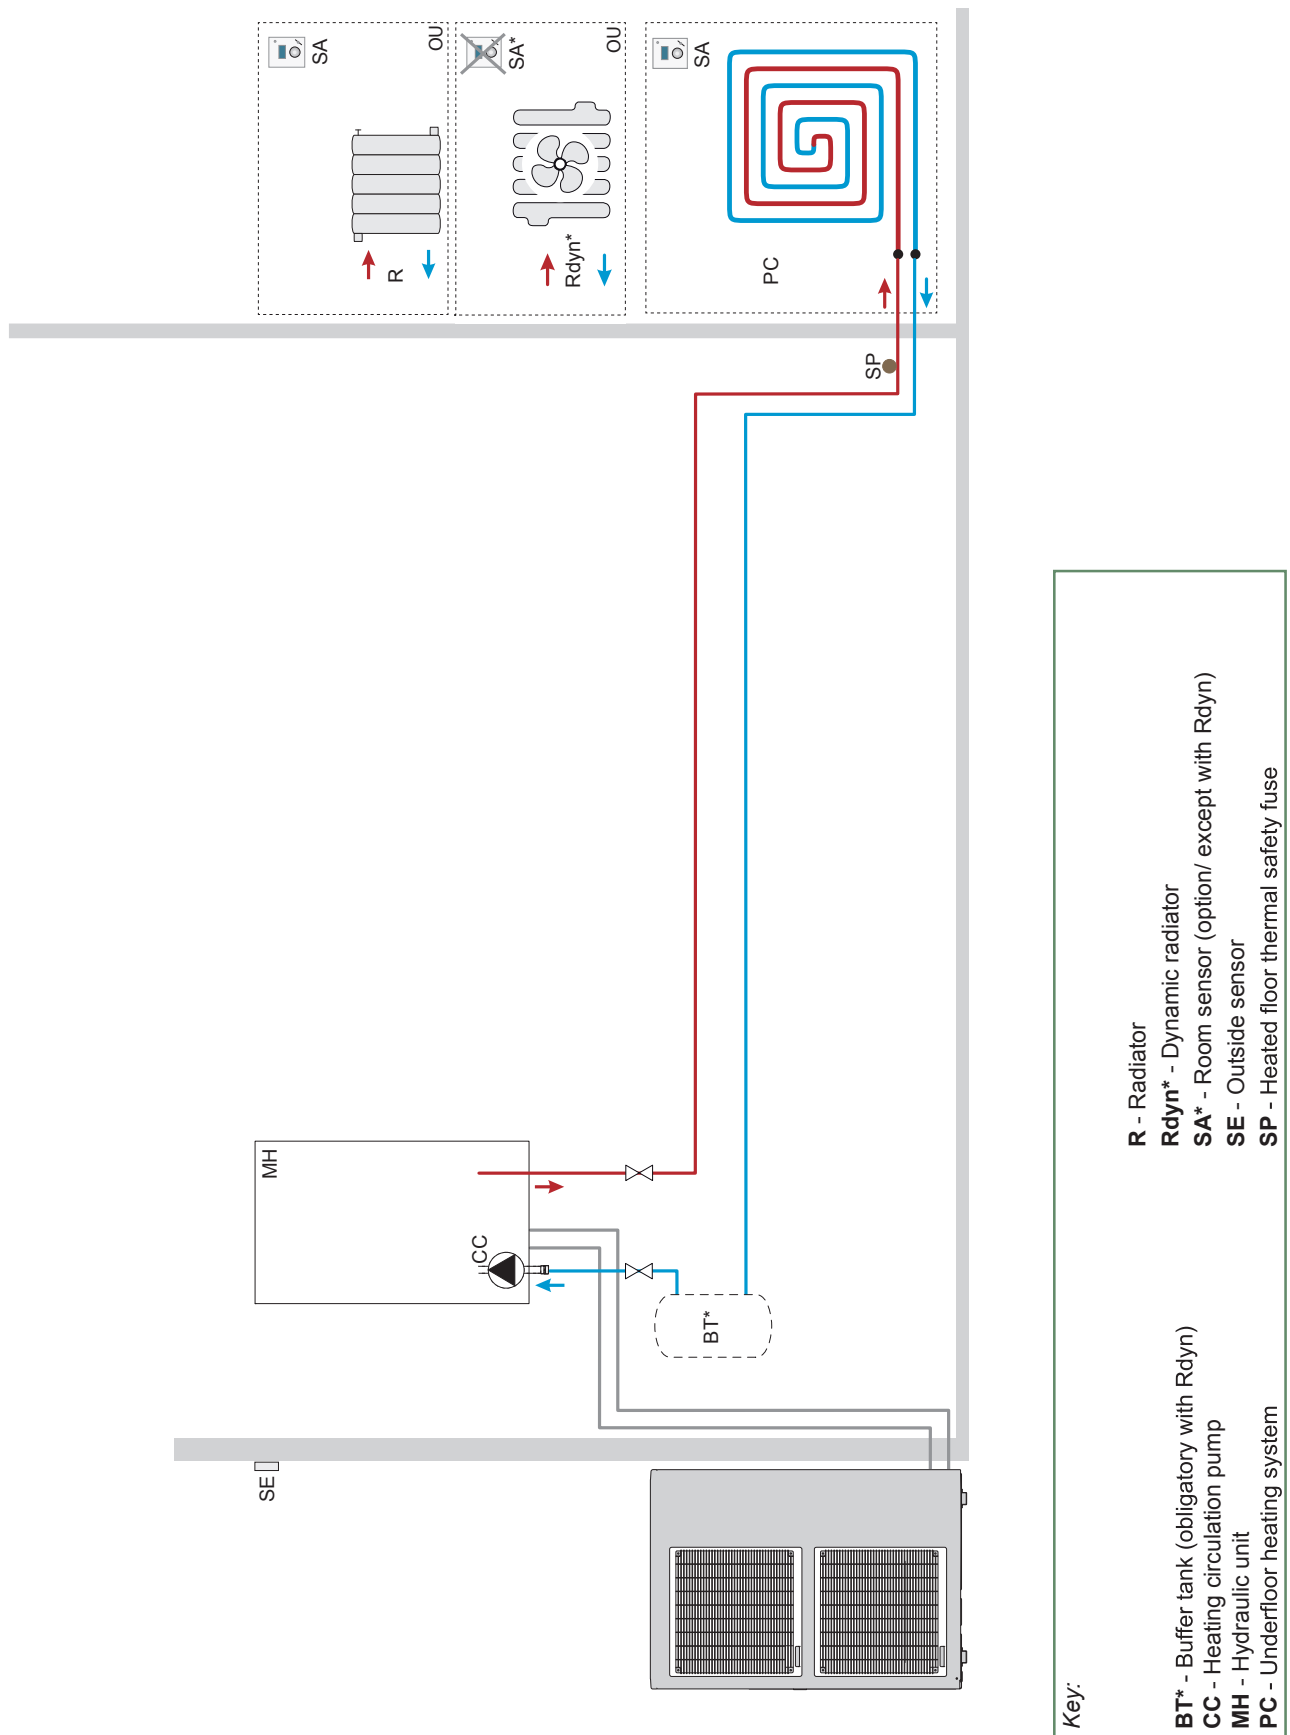 SA
OU
R
SA*
OU
Rdyn*
SA
PC
SP
MH
CC
BT*
SE
Key:
BT* - Buffer tank (obligatory with Rdyn)
CC - Heating circulation pump
MH - Hydraulic unit
PC - Underfloor heating system
R - Radiator
Rdyn* - Dynamic radiator
SA* - Room sensor (option/ except with Rdyn)
SE - Outside sensor
SP - Heated floor thermal safety fuse